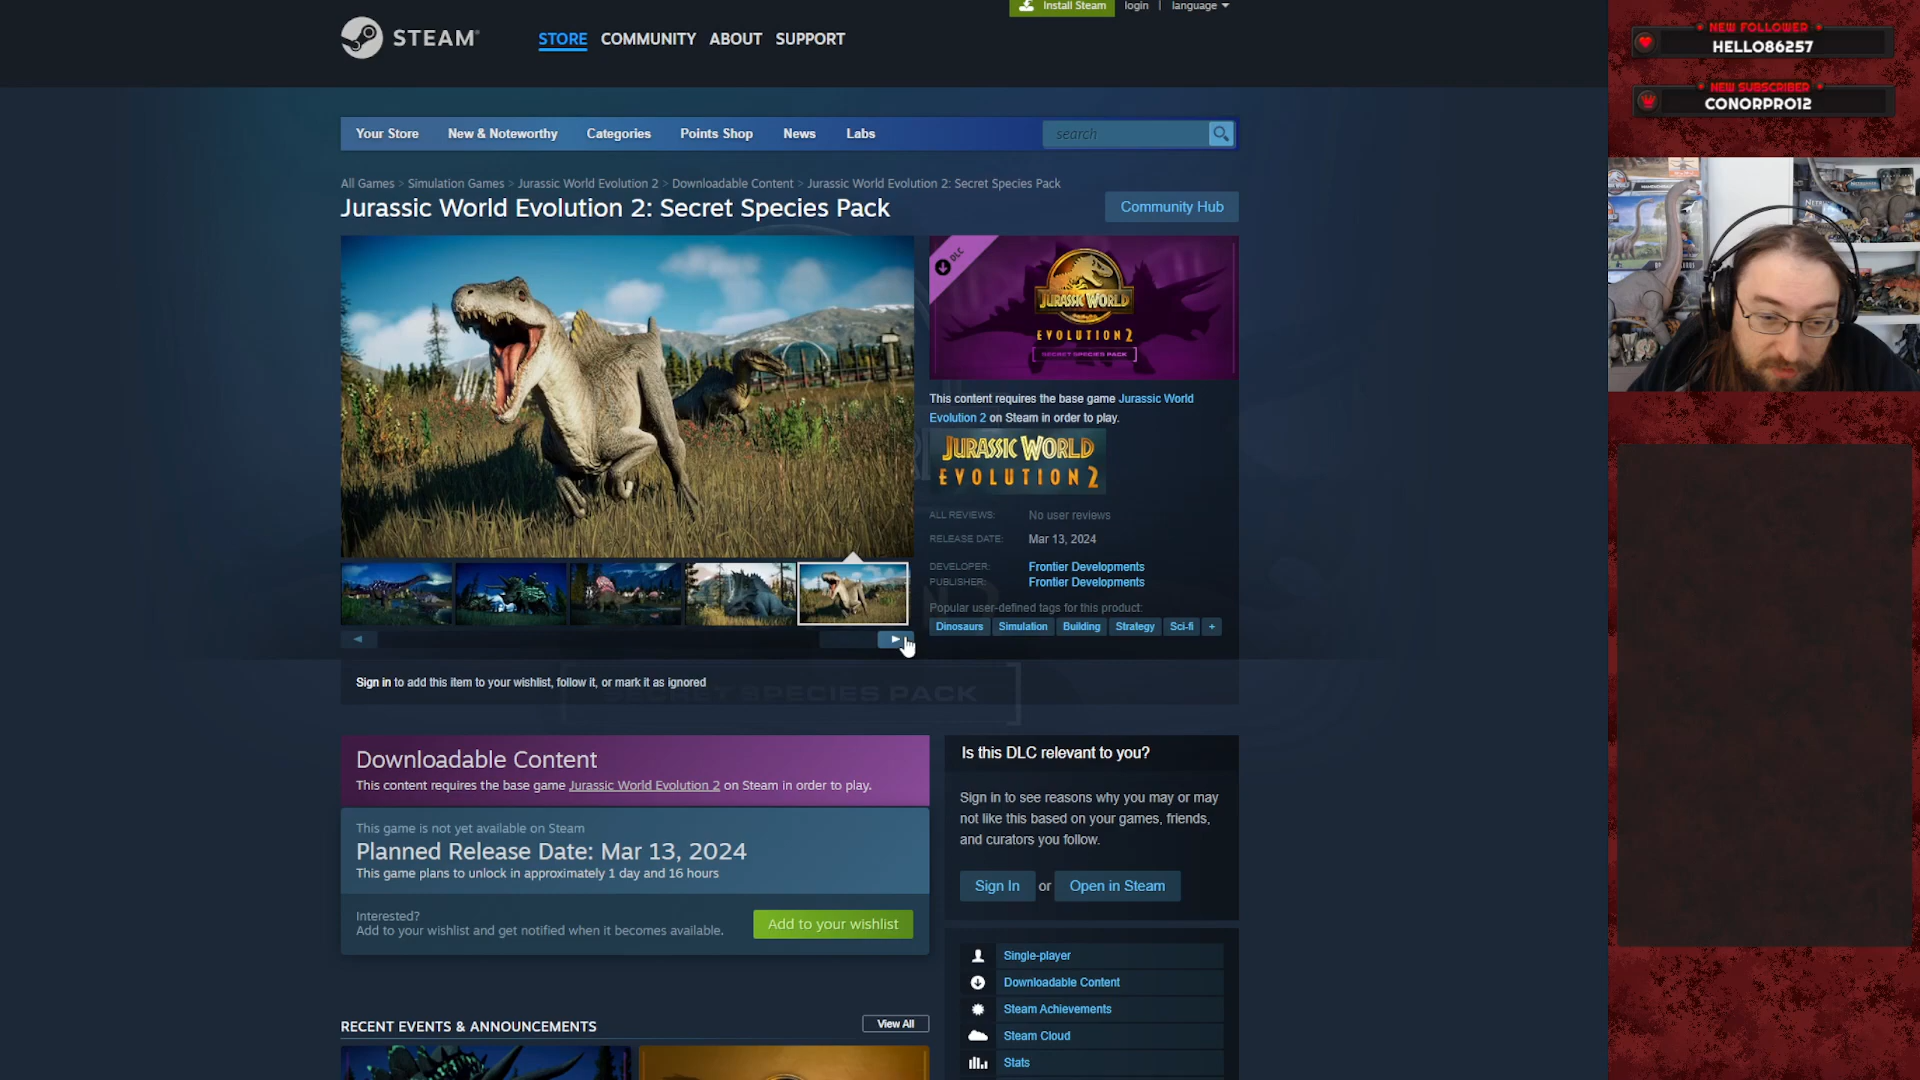 Install Steam
login
language
STEAM
STORE
COMMUNITY
ABOUT
SUPPORT
NEW FOLLOWER
HELLO86257
NEW SUBSCRIBER
CONORPRO12
Your Store
New & Noteworthy
Categories
Points Shop
News
Labs
search
All Games > Simulation Games > Jurassic World Evolution 2 > Downloadable Content > Jurassic World Evolution 2: Secret Species Pack
Jurassic World Evolution 2: Secret Species Pack
Community Hub
DLC
JURASSIC WORLD
EVOLUTION 2
SECRET SPECIES PACK
This content requires the base game Jurassic World
Evolution 2 on Steam in order to play.
JURASSIC WORLD
EVOLUTION 2
ALL REVIEWS:
No user reviews
RELEASE DATE:
Mar 13, 2024
DEVELOPER:
Frontier Developments
PUBLISHER:
Frontier Developments
Popular user-defined tags for this product:
Dinosaurs
Simulation
Building
Strategy
Sci-fi
+
Sign in to add this item to your wishlist, follow it, or mark it as ignored
SECRET SPECIES PACK
Downloadable Content
This content requires the base game Jurassic World Evolution 2 on Steam in order to play.
This game is not yet available on Steam
Planned Release Date: Mar 13, 2024
This game plans to unlock in approximately 1 day and 16 hours
Interested?
Add to your wishlist and get notified when it becomes available.
Add to your wishlist
Is this DLC relevant to you?
Sign in to see reasons why you may or may
not like this based on your games, friends,
and curators you follow.
Sign In
or
Open in Steam
Single-player
Downloadable Content
Steam Achievements
Steam Cloud
Stats
RECENT EVENTS & ANNOUNCEMENTS
View All